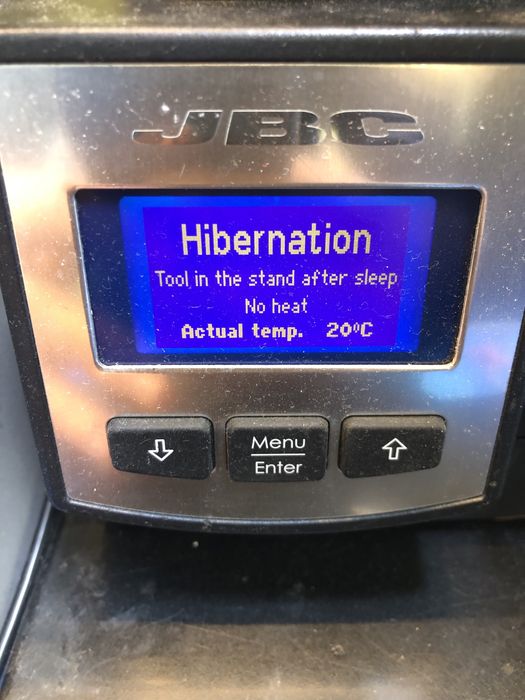 JBC
Hibernation
Tool in the stand after sleep
No heat
Actual temp. 20ºC
Menu
Enter